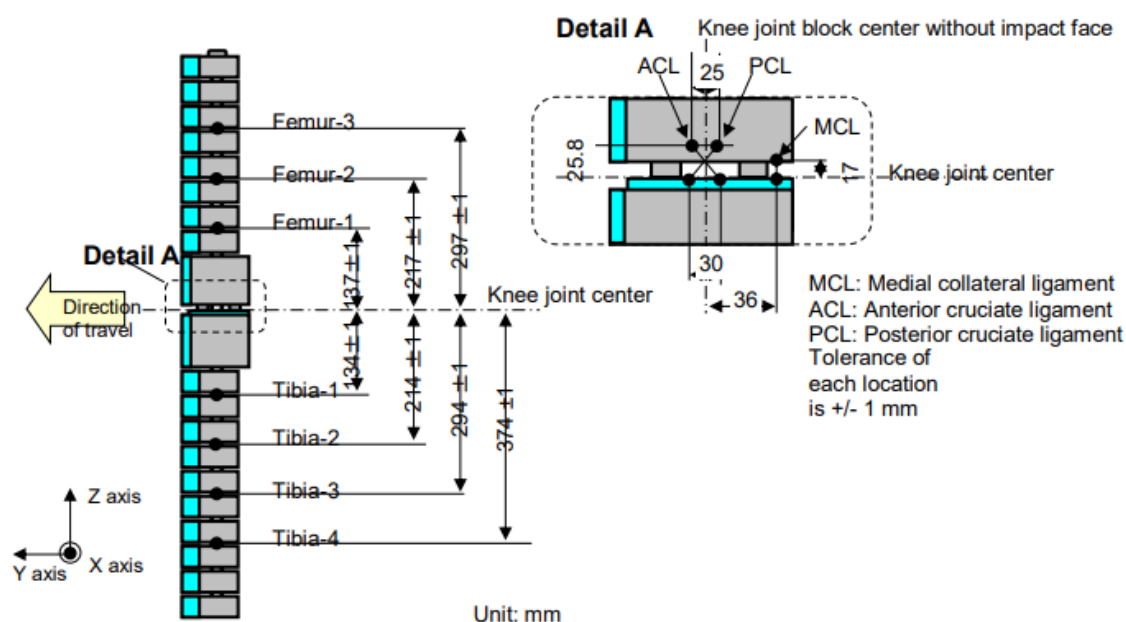 Detail A
Knee joint block center without impact face
ACL
25
PCL
MCL
25.8
17
Knee joint center
30
36
MCL: Medial collateral ligament
ACL: Anterior cruciate ligament
PCL: Posterior cruciate ligament
Tolerance of
each location
is +/- 1 mm
Femur-3
Femur-2
Femur-1
Detail A
137±1
217 ±1
297 ±1
Direction
of travel
Knee joint center
134±1
214 ±1
294 ±1
374 ±1
Tibia-1
Tibia-2
Tibia-3
Tibia-4
Z axis
Y axis
X axis
Unit: mm